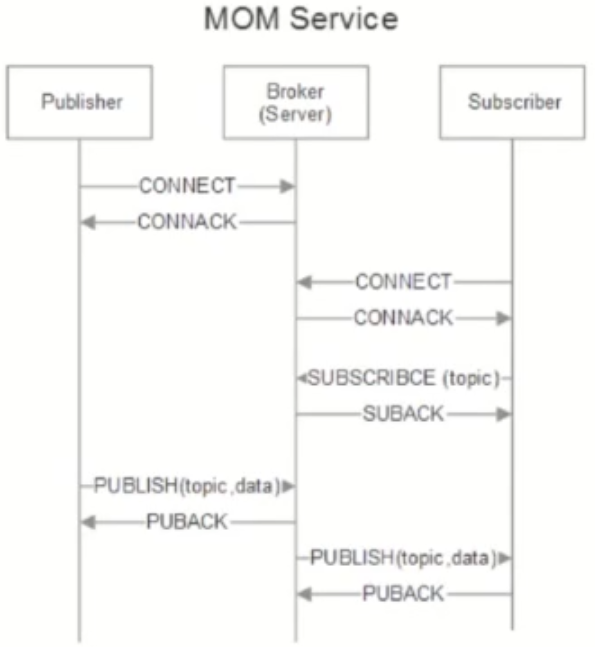 MOM Service
Publisher
Broker
(Server)
Subscriber
CONNECT
CONNACK
CONNECT
CONNACK
SUBSCRIBCE (topic)
SUBACK
PUBLISH(topic,data)
PUBACK
PUBLISH(topic,data)
PUBACK